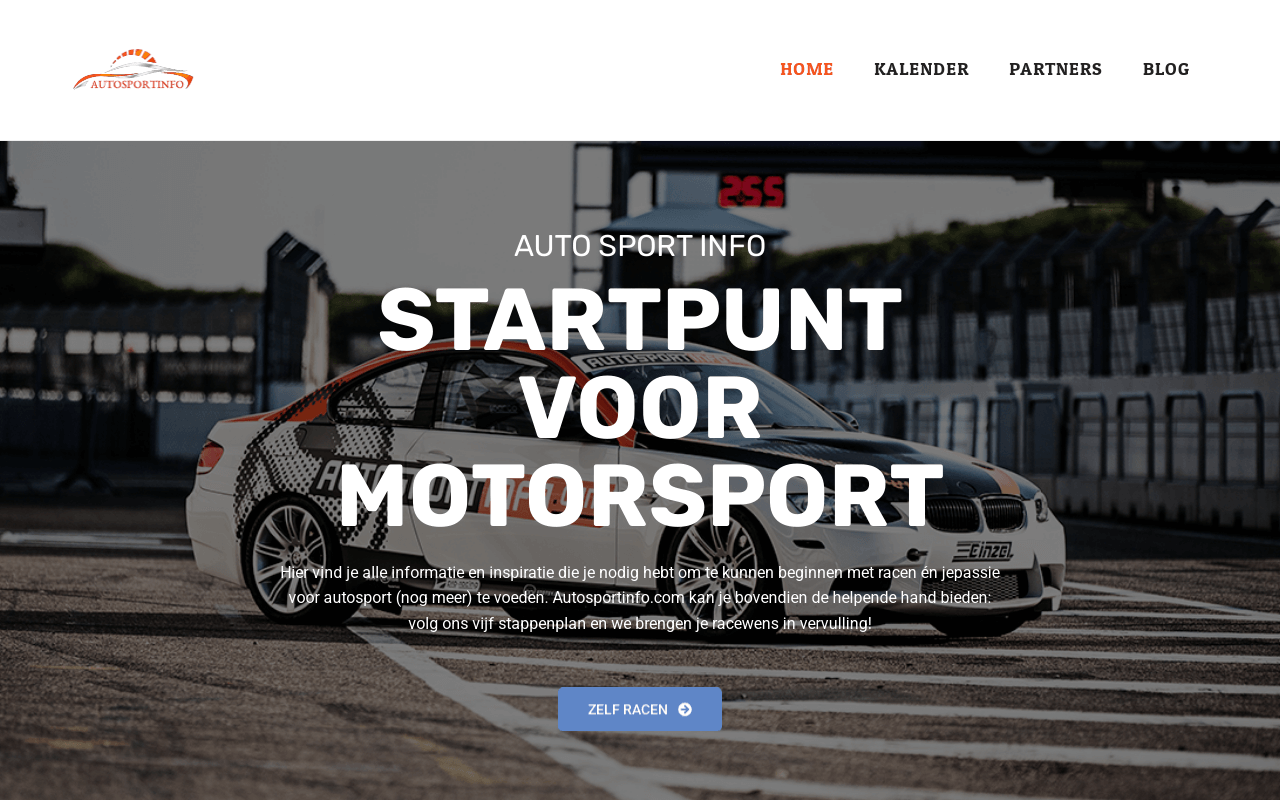 AUTOSPORTINFO
HOME
KALENDER
PARTNERS
BLOG
255
AUTO SPORT INFO
STARTPUNT
VOOR
MOTORSPORT
AUTOSPORT
Einzel
Hier vind je alle informatie en inspiratie die je nodig hebt om te kunnen beginnen met racen én jepassie
voor autosport (nog meer) te voeden. Autosportinfo.com kan je bovendien de helpende hand bieden:
volg ons vijf stappenplan en we brengen je racewens in vervulling!
ZELF RACEN